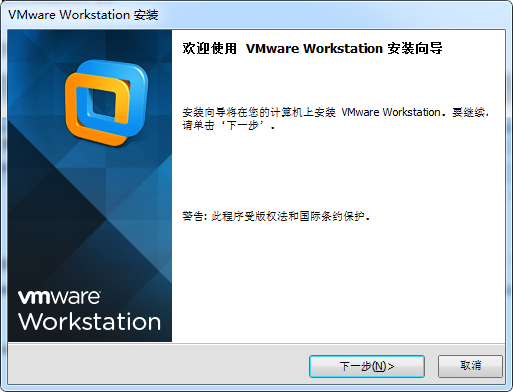 VMware Workstation 安装
欢迎使用 VMware Workstation 安装向导
安装向导将在您的计算机上安装 VMware Workstation。要继续，
请单击‘下一步’。
警告: 此程序受版权法和国际条约保护。
vmware
Workstation
下一步(N)>
取消